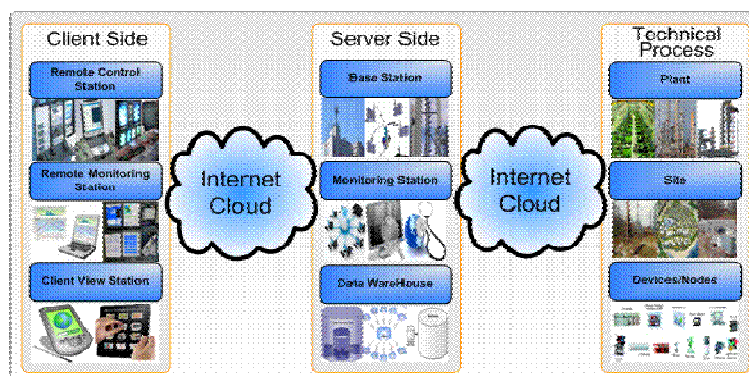 Client Side
Remote Control
Station
Remote Monitoring
Station
Client View Station
Internet
Cloud
Server Side
Base Station
Monitoring Station
Data WareHouse
Internet
Cloud
Technical
Process
Plant
Site
Devices/Nodes